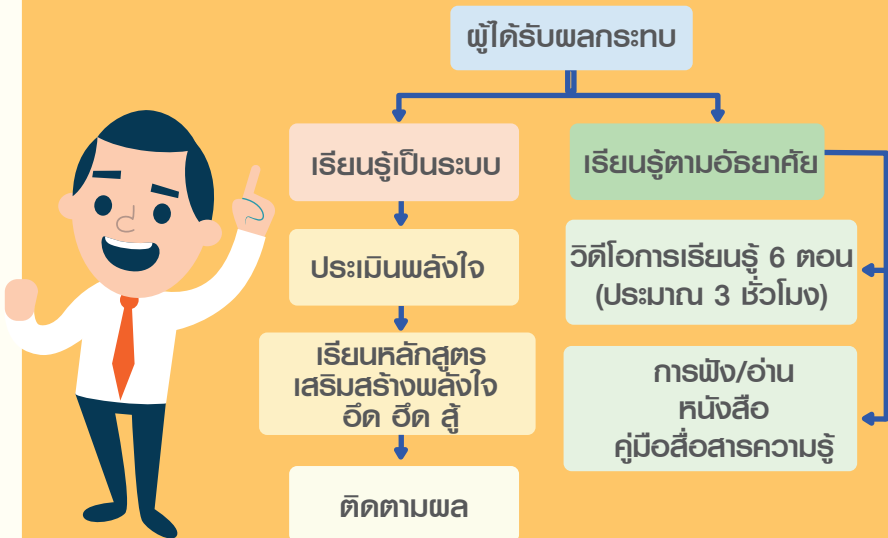 ผู้ได้รับผลกระทบ
เรียนรู้เป็นระบบ
ประเมินพลังใจ
เรียนหลักสูตร
เสริมสร้างพลังใจ
อึด ฮึด สู้
ติดตามผล
เรียนรู้ตามอัธยาศัย
วิดีโอการเรียนรู้ 6 ตอน
(ประมาณ 3 ชั่วโมง)
การฟัง/อ่าน
หนังสือ
คู่มือสื่อสารความรู้